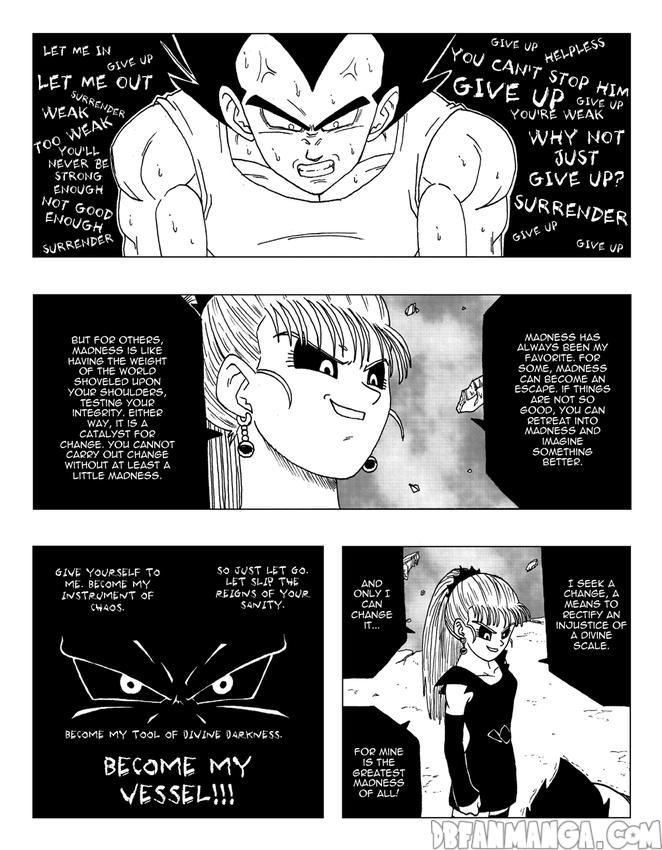 LET ME IN
GIVE UP
LET ME OUT
SURRENDER
WEAK
TOO WEAK
YOU'LL
NEVER BE
STRONG
ENOUGH
NOT GOOD
ENOUGH
SURRENDER
GIVE UP
HELPLESS
YOU CAN'T STOP HIM
GIVE UP
GIVE UP
YOU'RE WEAK
WHY NOT
JUST
GIVE UP?
SURRENDER
GIVE UP
GIVE UP
MADNESS HAS
ALWAYS BEEN MY
FAVORITE. FOR
SOME, MADNESS
CAN BECOME AN
ESCAPE. IF THINGS
ARE NOT SO
GOOD, YOU CAN
RETREAT INTO
MADNESS AND
IMAGINE
SOMETHING
BETTER.
BUT FOR OTHERS,
MADNESS IS LIKE
HAVING THE WEIGHT
OF THE WORLD
SHOVELED UPON
YOUR SHOULDERS,
TESTING YOUR
INTEGRITY. EITHER
WAY, IT IS A
CATALYST FOR
CHANGE. YOU CANNOT
CARRY OUT CHANGE
WITHOUT AT LEAST A
LITTLE MADNESS.
I SEEK A
CHANGE, A
MEANS TO
RECTIFY AN
INJUSTICE OF
A DIVINE
SCALE.
AND
ONLY I
CAN
CHANGE
IT...
FOR MINE
IS THE
GREATEST
MADNESS
OF ALL!
SO JUST LET GO.
LET SLIP THE
REIGNS OF YOUR
SANITY.
GIVE YOURSELF TO
ME. BECOME MY
INSTRUMENT OF
CHAOS.
BECOME MY TOOL OF DIVINE DARKNESS.
BECOME MY
VESSEL!!!
DBFANMANGA.COM